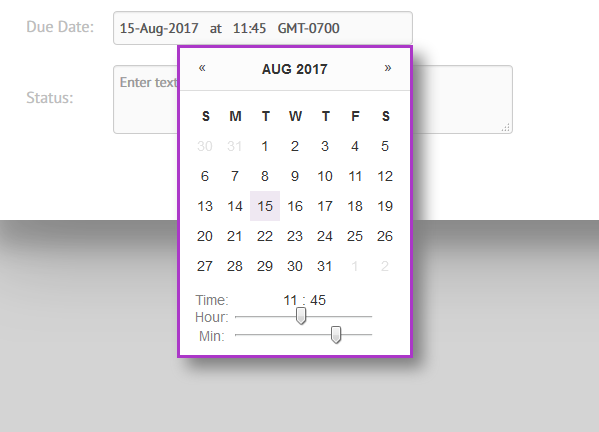 Due Date: 15-Aug-2017 at 11:45 GMT-0700
« AUG 2017 »
Status: Enter text
S M T W T F S
30 31 1 2 3 4 5
6 7 8 9 10 11 12
13 14 15 16 17 18 19
20 21 22 23 24 25 26
27 28 29 30 31 1 2
Time: 11 : 45
Hour:
Min: